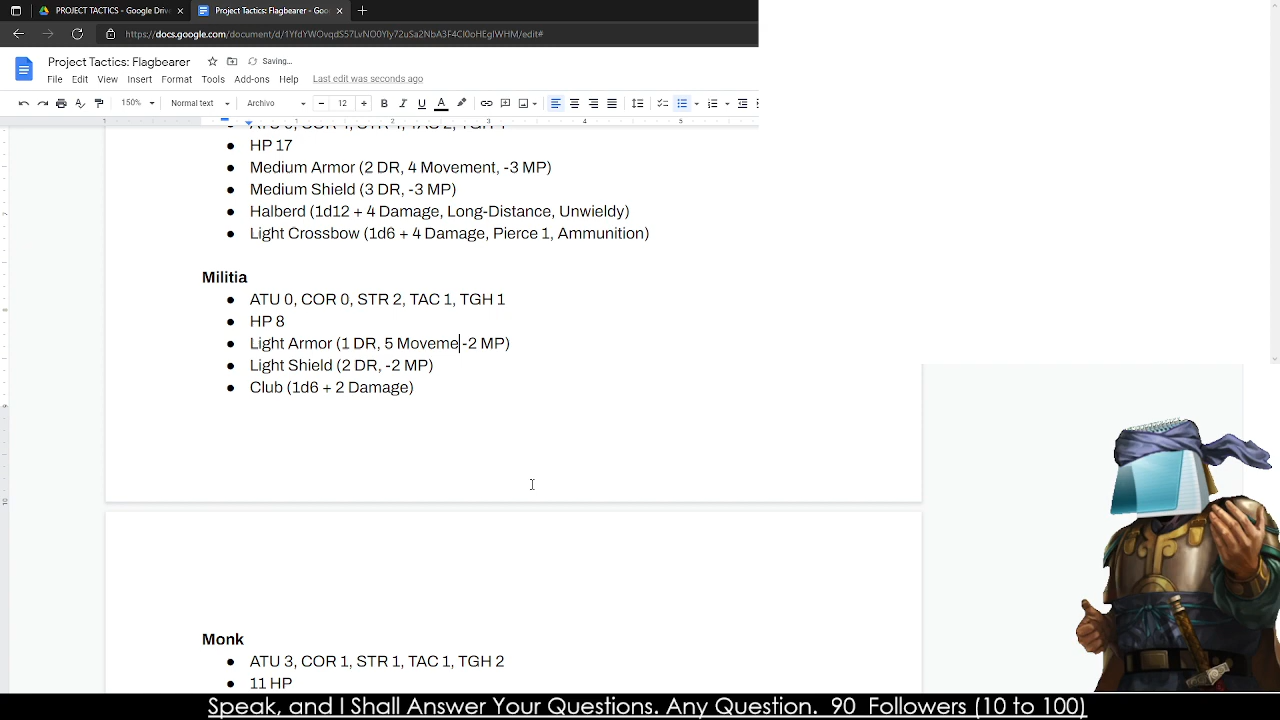 PROJECT TACTICS - Google Drive
Project Tactics: Flagbearer - Goo
https://docs.google.com/document/d/1YfdYWOvqdS57LvNO0Yly72uSa2NbA3F4Cl0oHEglWHM/edit#
Project Tactics: Flagbearer
Saving...
File Edit View Insert Format Tools Add-ons Help Last edit was seconds ago
150% Normal text Archivo 12 B I U A
HP 17
Medium Armor (2 DR, 4 Movement, -3 MP)
Medium Shield (3 DR, -3 MP)
Halberd (1d12 + 4 Damage, Long-Distance, Unwieldy)
Light Crossbow (1d6 + 4 Damage, Pierce 1, Ammunition)
Militia
ATU 0, COR 0, STR 2, TAC 1, TGH 1
HP 8
Light Armor (1 DR, 5 Moveme -2 MP)
Light Shield (2 DR, -2 MP)
Club (1d6 + 2 Damage)
Monk
ATU 3, COR 1, STR 1, TAC 1, TGH 2
11 HP
Speak, and I Shall Answer Your Questions. Any Question. 90 Followers (10 to 100)